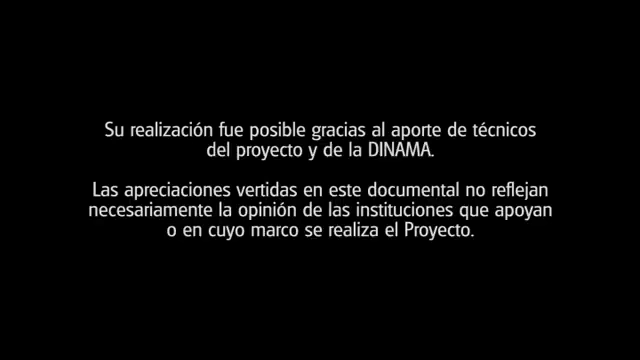 Su realización fue posible gracias al aporte de técnicos
del proyecto y de la DINAMA.
Las apreciaciones vertidas en este documental no reflejan
necesariamente la opinión de las instituciones que apoyan
o en cuyo marco se realiza el Proyecto.